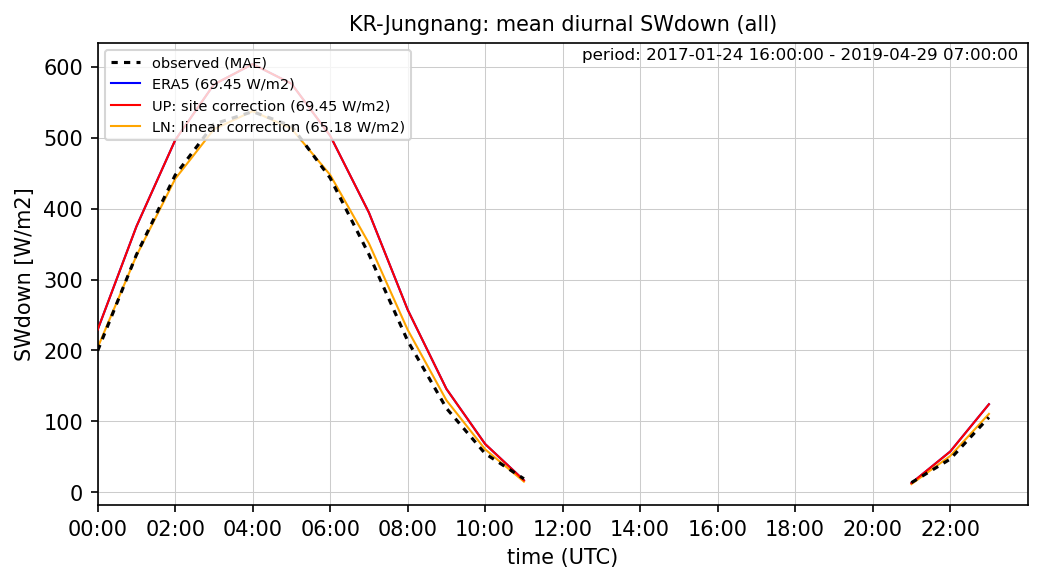 KR-Jungnang: mean diurnal SWdown (all)
period: 2017-01-24 16:00:00 - 2019-04-29 07:00:00
observed (MAE)
ERA5 (69.45 W/m2)
UP: site correction (69.45 W/m2)
LN: linear correction (65.18 W/m2)
SWdown [W/m2]
600
500
400
300
200
100
0
00:00 02:00 04:00 06:00 08:00 10:00 12:00 14:00 16:00 18:00 20:00 22:00
time (UTC)